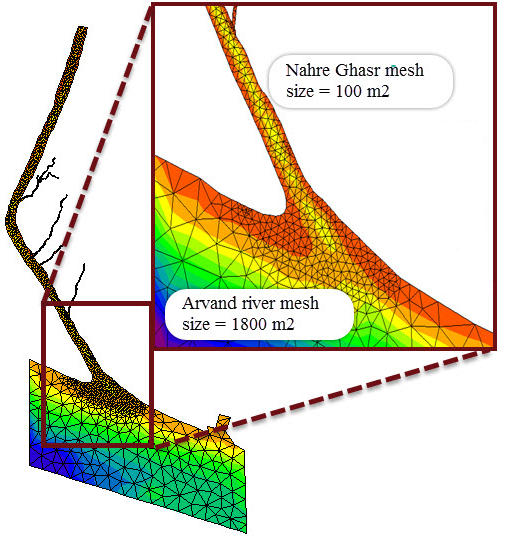 Nahre Ghasr mesh
size = 100 m2
Arvand river mesh
size = 1800 m2